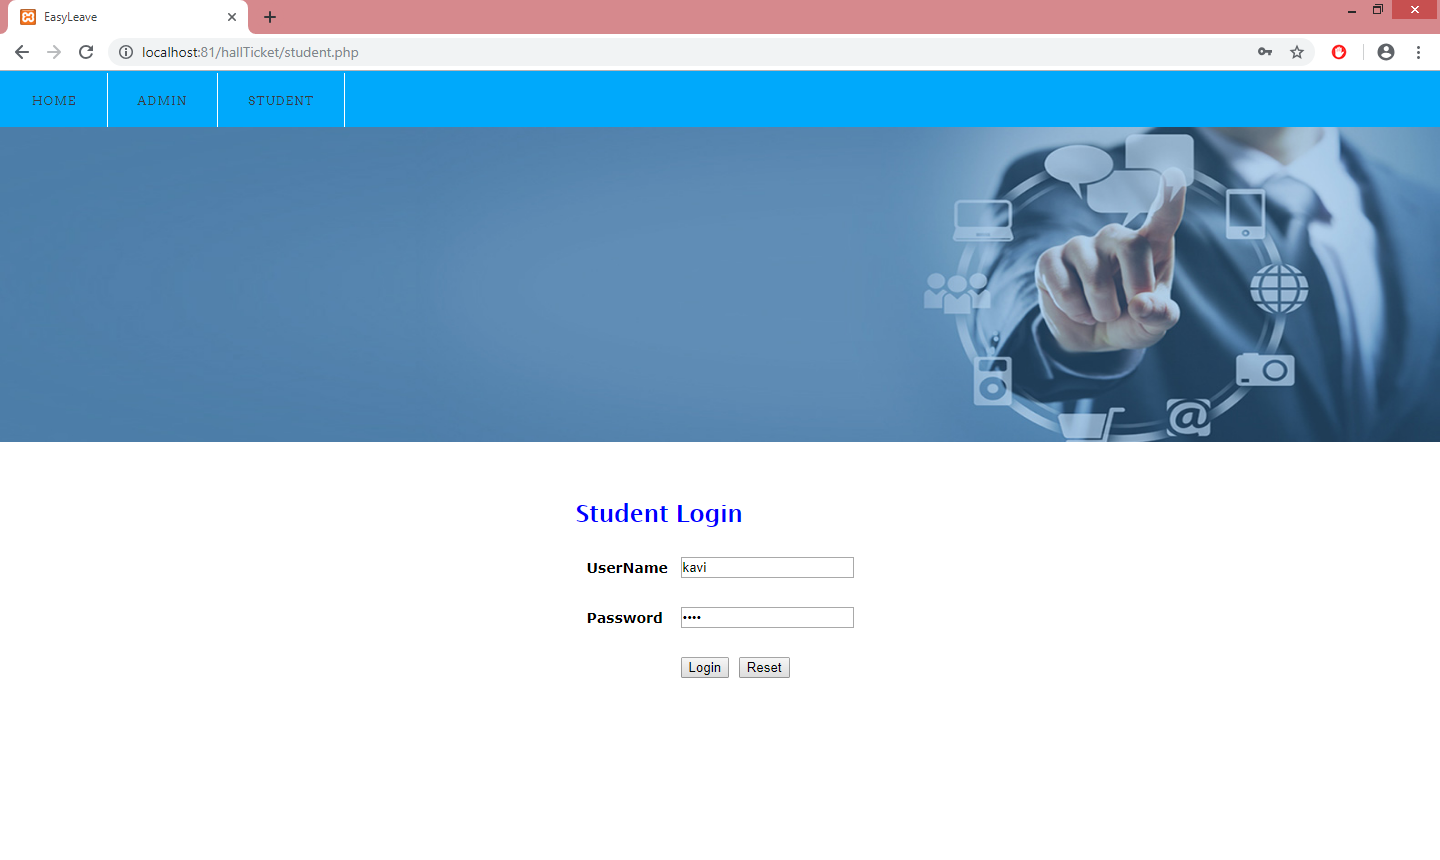 EasyLeave
localhost:81/hallTicket/student.php
HOME ADMIN STUDENT
@
Student Login
UserName kavi
Password ••••
Login Reset